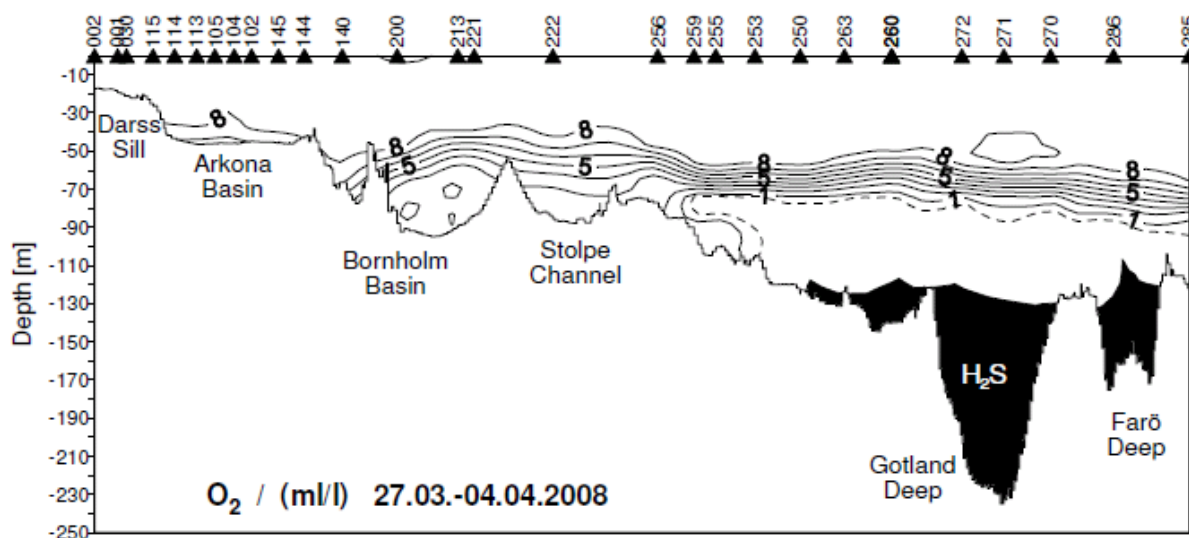 002 091 030 115 114 113 105 104 102 145 144 140 200 213 221 222 256 259 255 253 250 263 260 272 271 270 286 285
-10
-30
-50
-70
-90
-110
-130
-150
-170
-190
-210
-230
-250
Depth [m]
Darss
Sill
8
Arkona
Basin
8
5
8
5
8
5
1
8
5
1
8
5
1
Bornholm
Basin
Stolpe
Channel
H₂S
Gotland
Deep
Farö
Deep
O₂ / (ml/l) 27.03.-04.04.2008